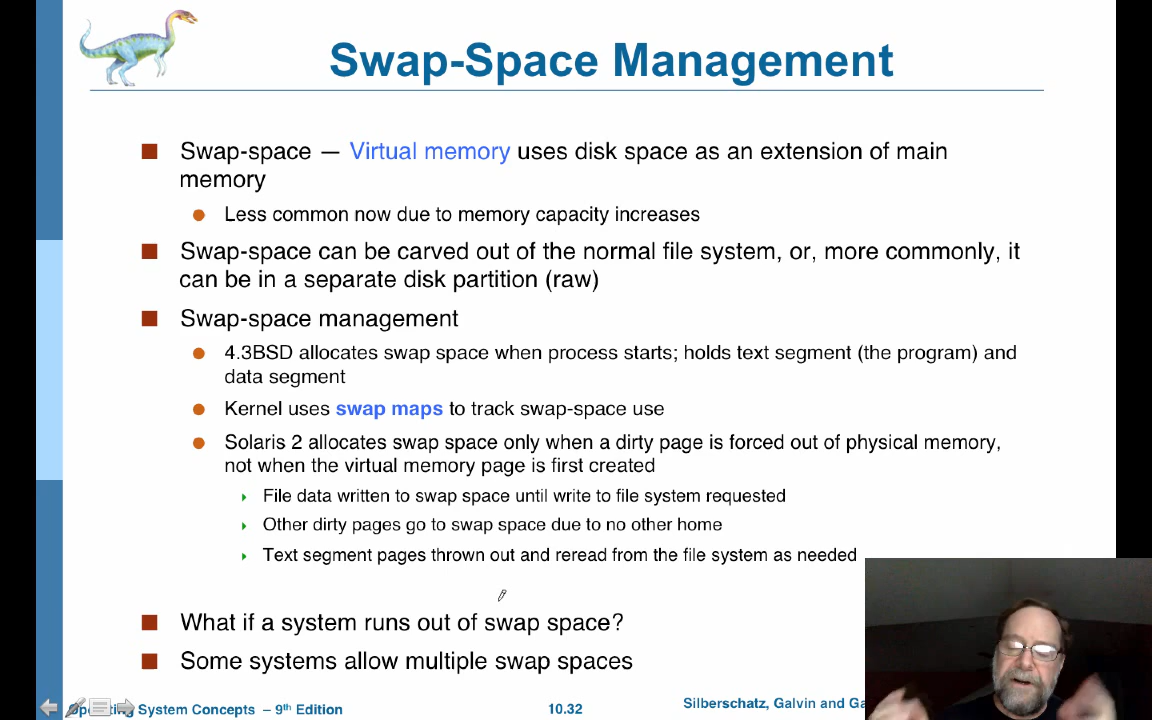 Swap-Space Management
Swap-space — Virtual memory uses disk space as an extension of main
memory
Less common now due to memory capacity increases
Swap-space can be carved out of the normal file system, or, more commonly, it
can be in a separate disk partition (raw)
Swap-space management
4.3BSD allocates swap space when process starts; holds text segment (the program) and
data segment
Kernel uses swap maps to track swap-space use
Solaris 2 allocates swap space only when a dirty page is forced out of physical memory,
not when the virtual memory page is first created
File data written to swap space until write to file system requested
Other dirty pages go to swap space due to no other home
Text segment pages thrown out and reread from the file system as needed
What if a system runs out of swap space?
Some systems allow multiple swap spaces
System Concepts – 9th Edition
10.32
Silberschatz, Galvin and